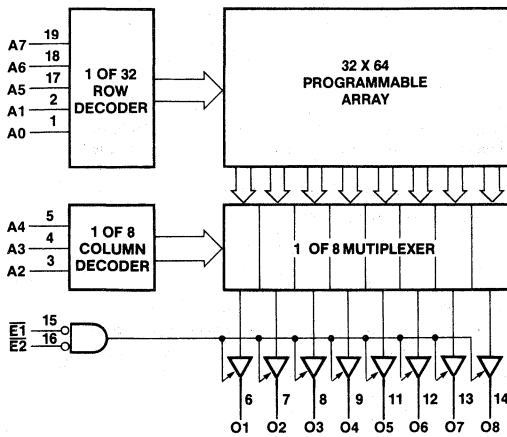 A7 19
A6 18
A5 17
A1 2
A0 1
1 OF 32
ROW
DECODER
32 X 64
PROGRAMMABLE
ARRAY
A4 5
A3 4
A2 3
1 OF 8
COLUMN
DECODER
1 OF 8 MUTIPLEXER
E1 15
E2 16
6 7 8 9 11 12 13 14
O1 O2 O3 O4 O5 O6 O7 O8